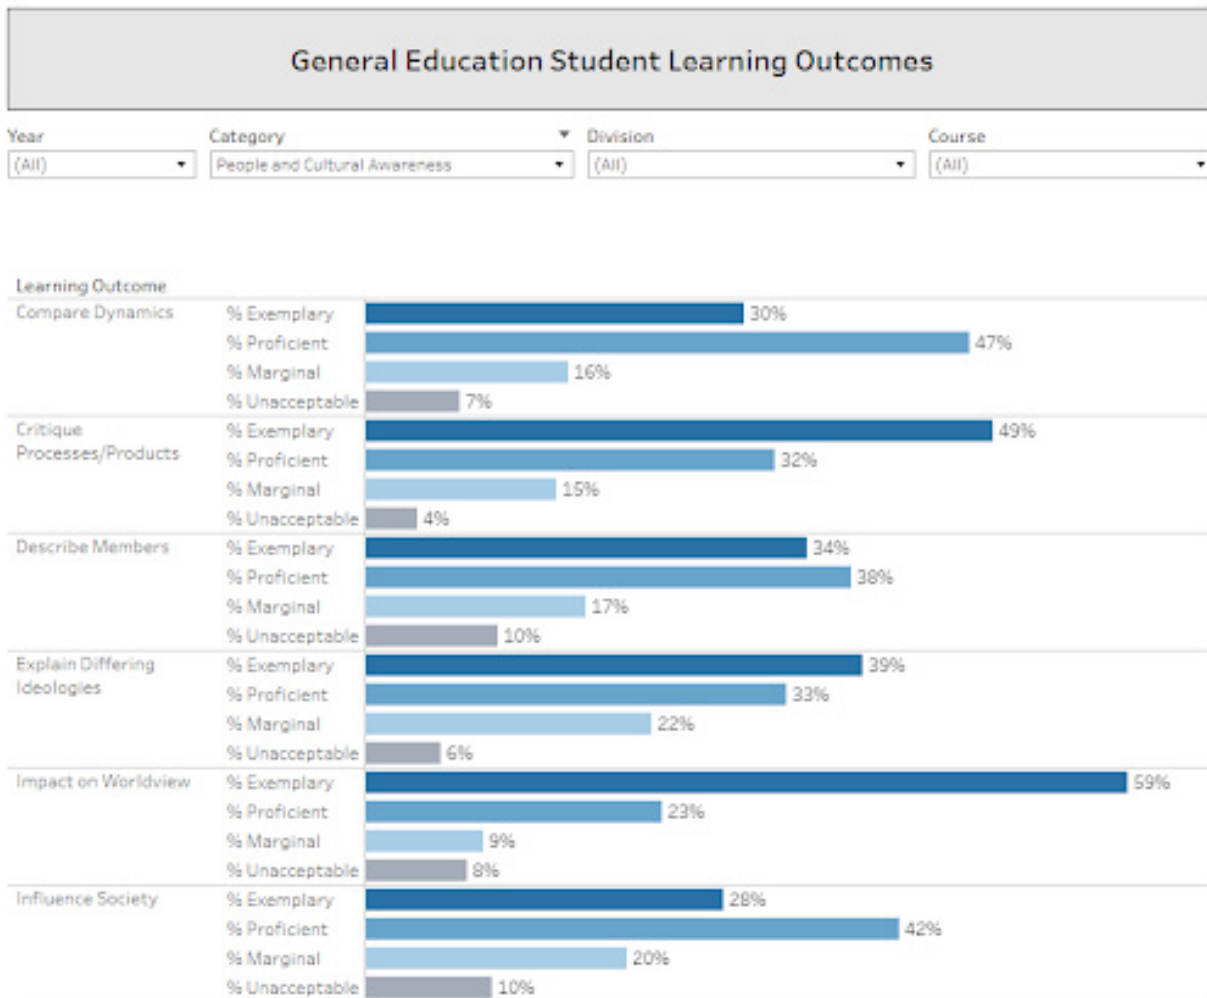 General Education Student Learning Outcomes
Year Category Division Course
(All) People and Cultural Awareness (All) (All)
Learning Outcome
Compare Dynamics % Exemplary 30%
% Proficient 47%
% Marginal 16%
% Unacceptable 7%
Critique % Exemplary 49%
Processes/Products % Proficient 32%
% Marginal 15%
% Unacceptable 4%
Describe Members % Exemplary 34%
% Proficient 38%
% Marginal 17%
% Unacceptable 10%
Explain Differing % Exemplary 39%
Ideologies % Proficient 33%
% Marginal 22%
% Unacceptable 6%
Impact on Worldview % Exemplary 59%
% Proficient 23%
% Marginal 9%
% Unacceptable 8%
Influence Society % Exemplary 28%
% Proficient 42%
% Marginal 20%
% Unacceptable 10%